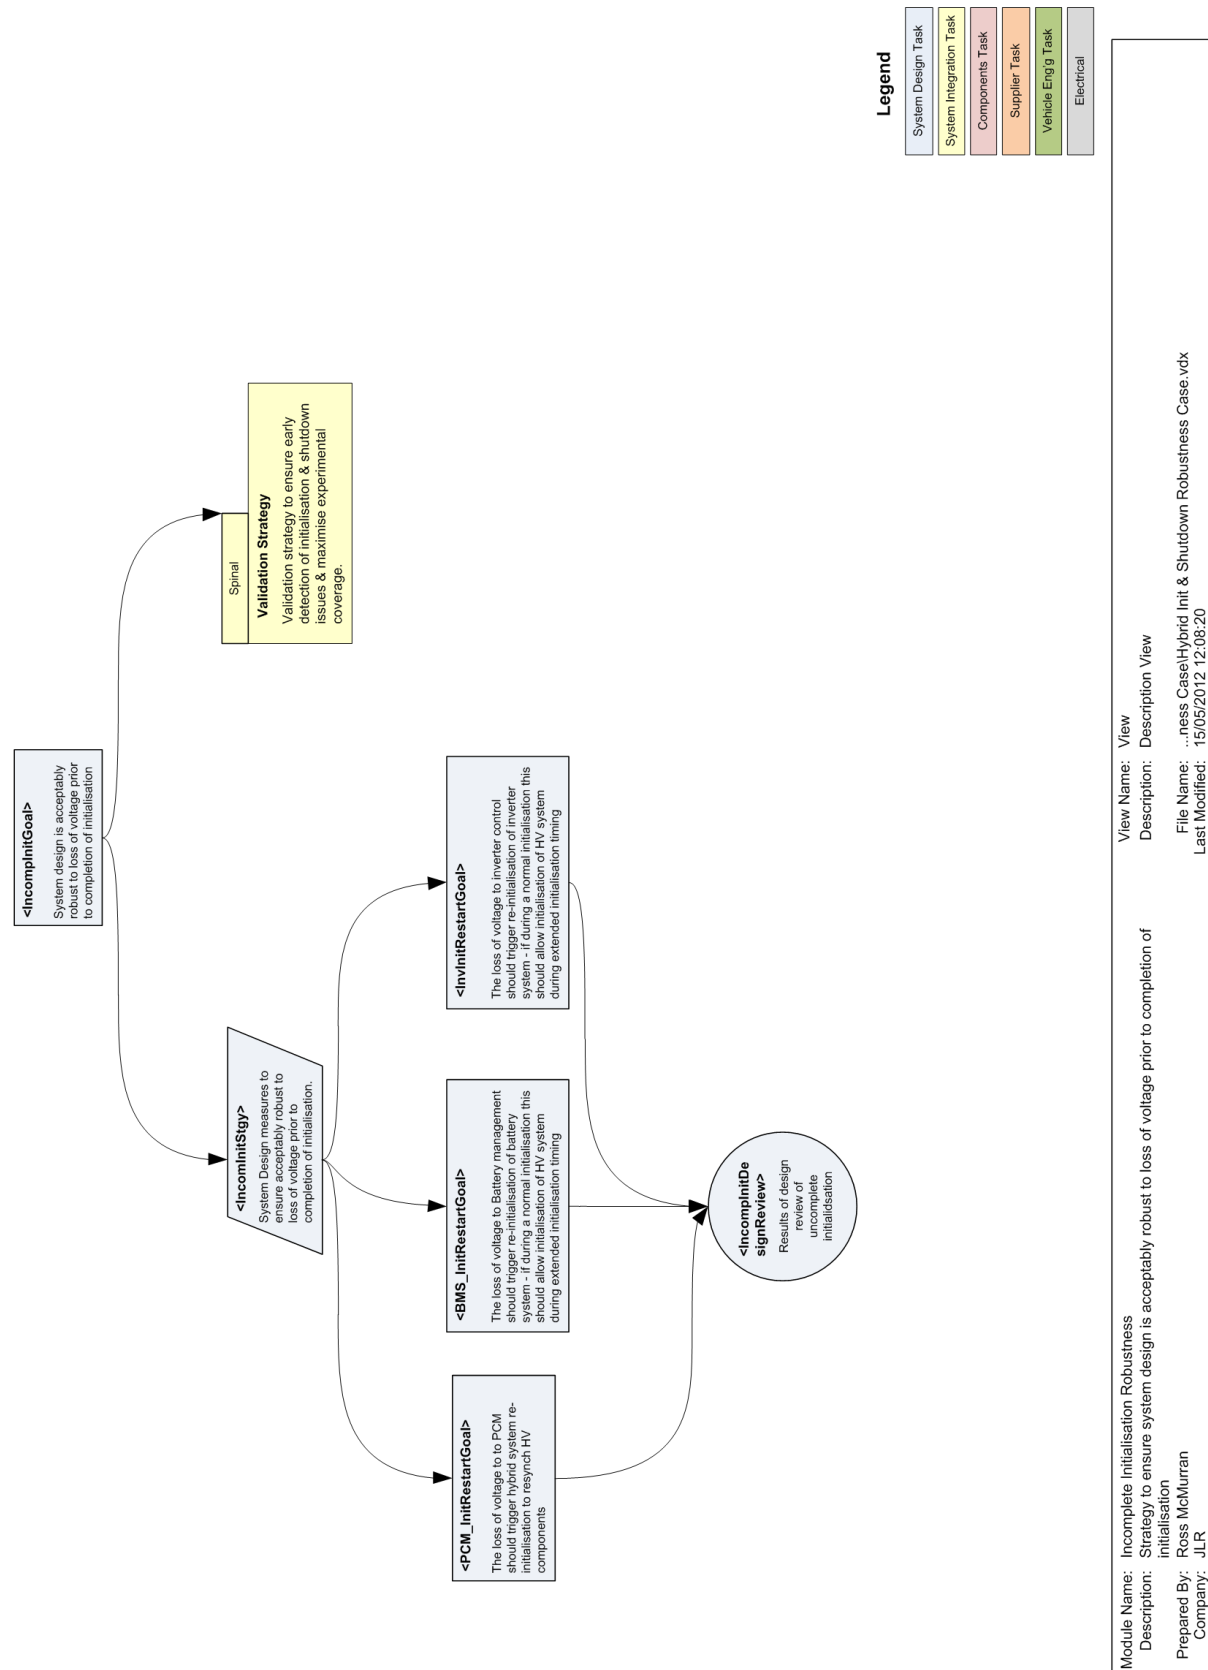 <IncompInitGoal>
System design is acceptably
robust to loss of voltage prior
to completion of initialisation
<IncomInitStgy>
System Design measures to
ensure acceptably robust to
loss of voltage prior to
completion of initialisation.
Spinal
Validation Strategy
Validation strategy to ensure early
detection of initialisation & shutdown
issues & maximise experimental
coverage.
<PCM_InitRestartGoal>
The loss of voltage to to PCM
should trigger hybrid system re-
initialisation to resynch HV
components
<BMS_InitRestartGoal>
The loss of voltage to Battery management
should trigger re-initialisation of battery
system - if during a normal initialisation this
should allow initialisation of HV system
during extended initialisation timing
<InvInitRestartGoal>
The loss of voltage to inverter control
should trigger re-initialisation of inverter
system - if during a normal initialisation this
should allow initialisation of HV system
during extended initialisation timing
<IncompInitDe
signReview>
Results of design
review of
uncomplete
initialidsation
Legend
System Design Task
System Integration Task
Components Task
Supplier Task
Vehicle Eng'g Task
Electrical
Module Name: Incomplete Initialisation Robustness
Description: Strategy to ensure system design is acceptably robust to loss of voltage prior to completion of
initialisation
Prepared By: Ross McMurran
Company: JLR
View Name: View
Description: Description View
File Name: ...ness Case\Hybrid Init & Shutdown Robustness Case.vdx
Last Modified: 15/05/2012 12:08:20